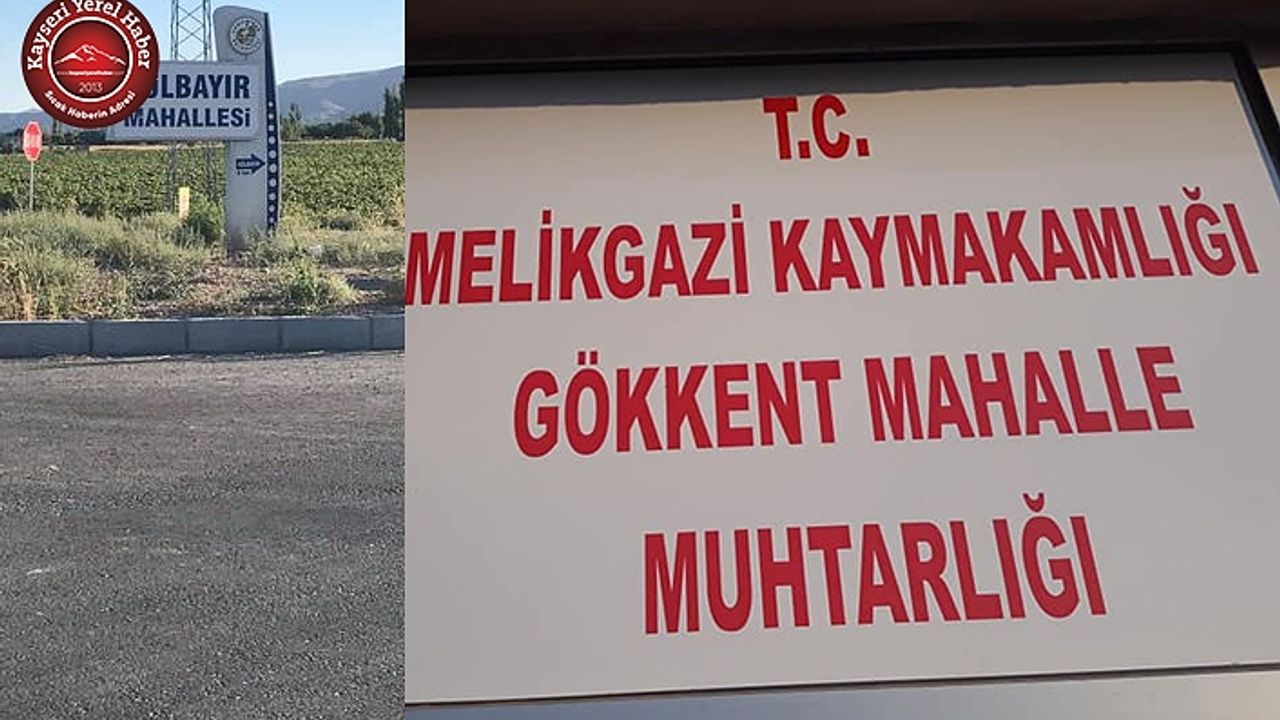 Kayseri Yerel Haber
2013
Sıcak Haberin Adresi
MAHALLESİ
T.C.
MELİKGAZİ KAYMAKAMLIĞI
GÖKKENT MAHALLE
MUHTARLIĞI